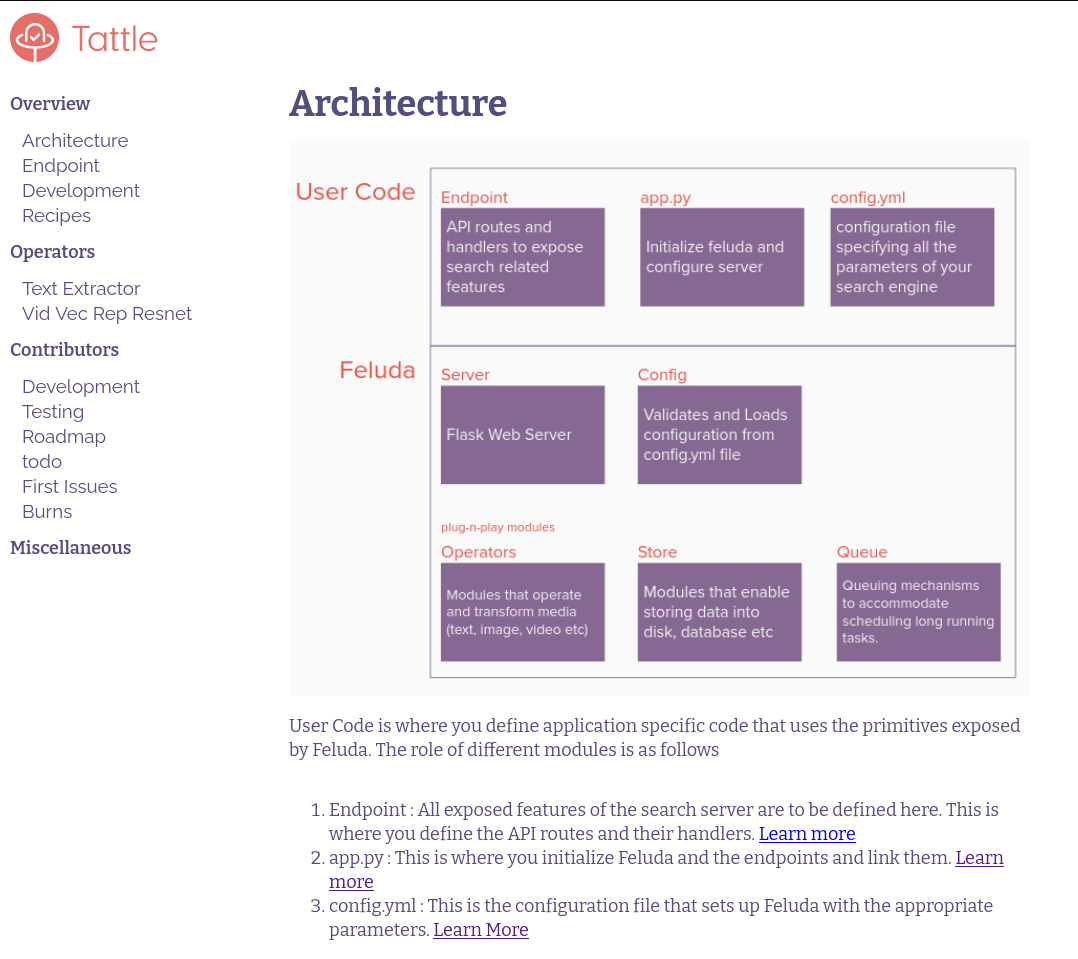 Tattle
Overview
Architecture
Endpoint
Development
Recipes
Operators
Text Extractor
Vid Vec Rep Resnet
Contributors
Development
Testing
Roadmap
todo
First Issues
Burns
Miscellaneous
Architecture
User Code
Endpoint
API routes and
handlers to expose
search related
features
app.py
Initialize feluda and
configure server
config.yml
configuration file
specifying all the
parameters of your
search engine
Feluda
Server
Flask Web Server
Config
Validates and Loads
configuration from
config.yml file
plug-n-play modules
Operators
Modules that operate
and transform media
(text, image, video etc)
Store
Modules that enable
storing data into
disk, database etc
Queue
Queuing mechanisms
to accommodate
scheduling long running
tasks.
User Code is where you define application specific code that uses the primitives exposed
by Feluda. The role of different modules is as follows
1. Endpoint : All exposed features of the search server are to be defined here. This is
where you define the API routes and their handlers. Learn more
2. app.py : This is where you initialize Feluda and the endpoints and link them. Learn
more
3. config.yml : This is the configuration file that sets up Feluda with the appropriate
parameters. Learn More